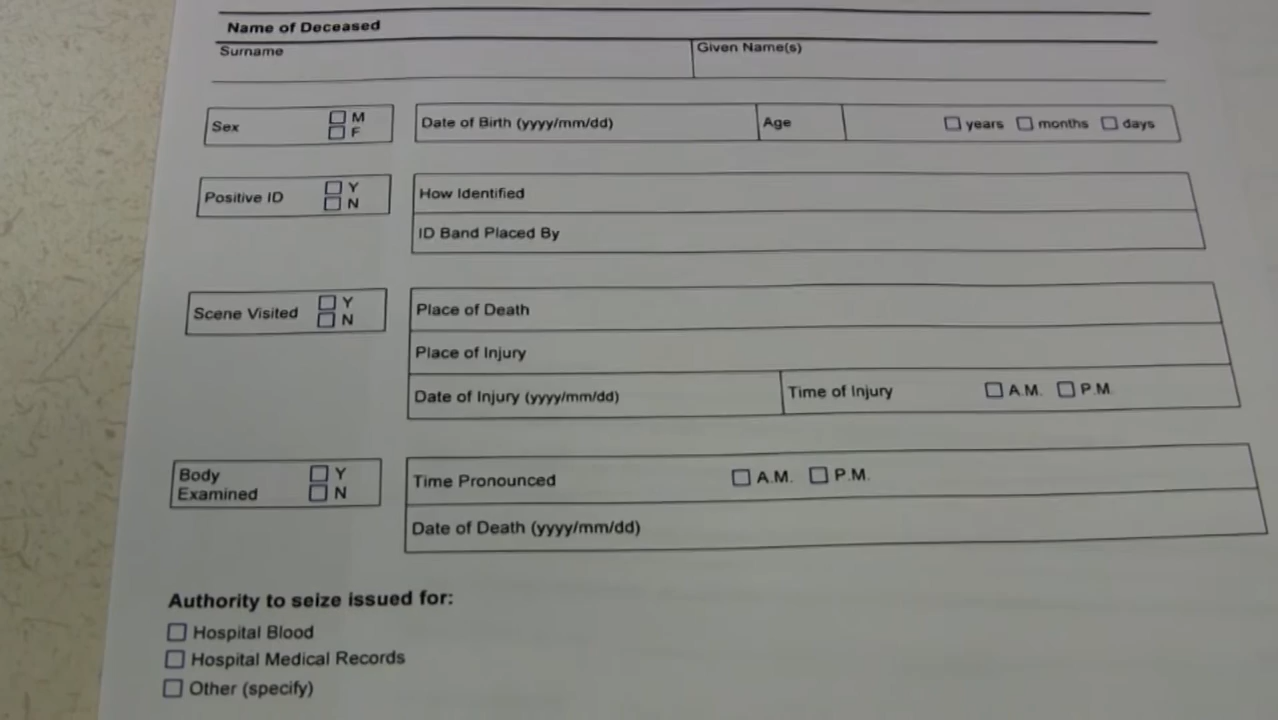 Name of Deceased
Surname Given Name(s)
Sex M F Date of Birth (yyyy/mm/dd) Age years months days
Positive ID Y N How Identified
ID Band Placed By
Scene Visited Y N Place of Death
Place of Injury
Date of Injury (yyyy/mm/dd) Time of Injury A.M. P.M.
Body Examined Y N Time Pronounced A.M. P.M.
Date of Death (yyyy/mm/dd)
Authority to seize issued for:
Hospital Blood
Hospital Medical Records
Other (specify)